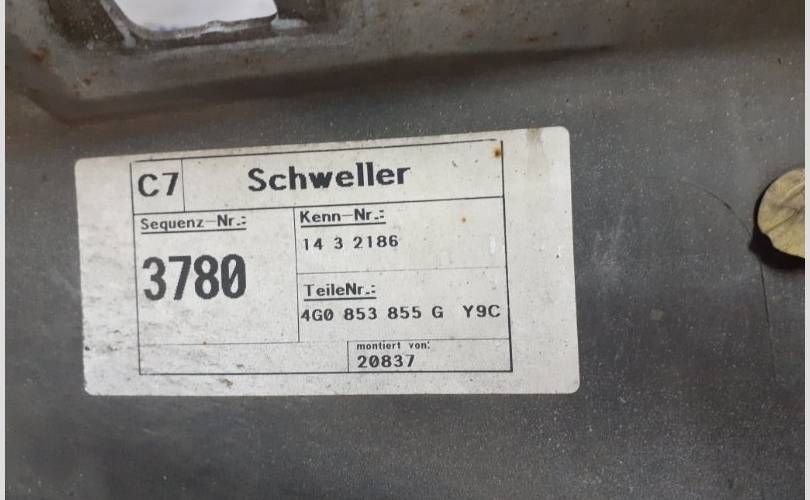 C7 Schweller
Sequenz-Nr.:
3780
Kenn-Nr.:
14 3 2186
TeileNr.:
4G0 853 855 G Y9C
montiert von:
20837